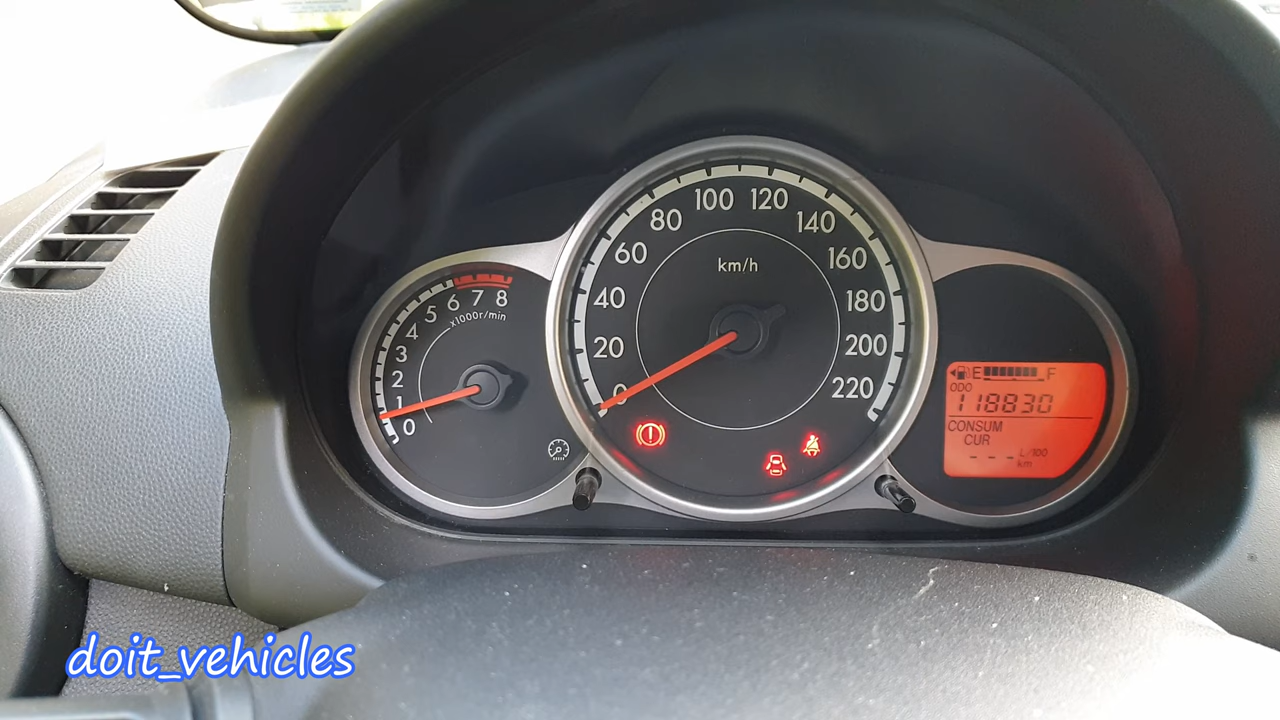 0
1
2
3
4
5
6
7
8
x1000r/min
0
20
40
60
80
100
120
140
160
180
200
220
km/h
E F
ODO
118830
CONSUM
CUR
--- L/100
km
doit_vehicles